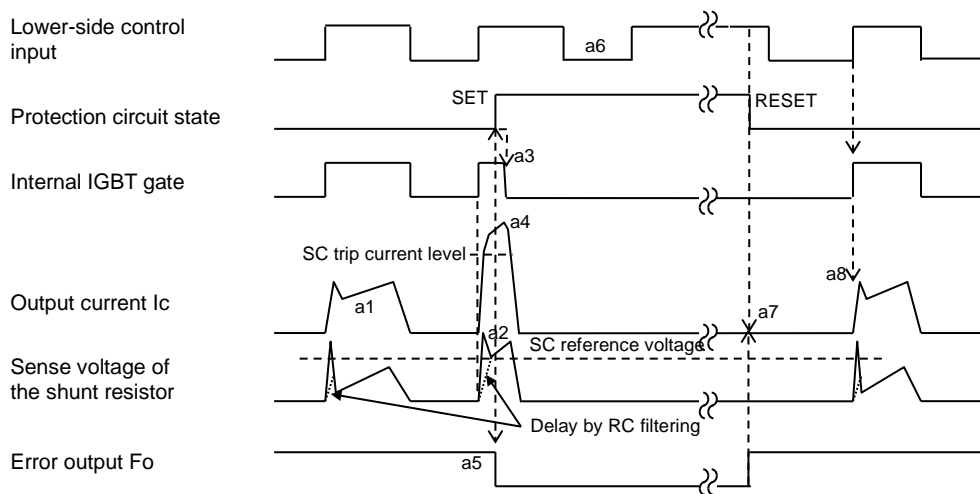 Lower-side control
input
a6
SET
RESET
Protection circuit state
a3
Internal IGBT gate
a4
SC trip current level
a8
Output current Ic
a1
a7
a2
SC reference voltage
Sense voltage of
the shunt resistor
Delay by RC filtering
Error output Fo
a5